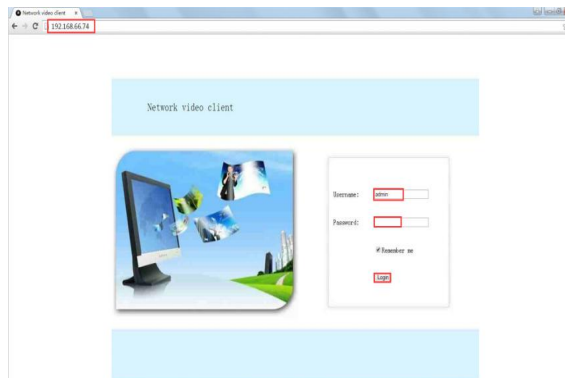 Network video client
192.168.66.74
Network video client
Username: admin
Password:
Remember me
Login